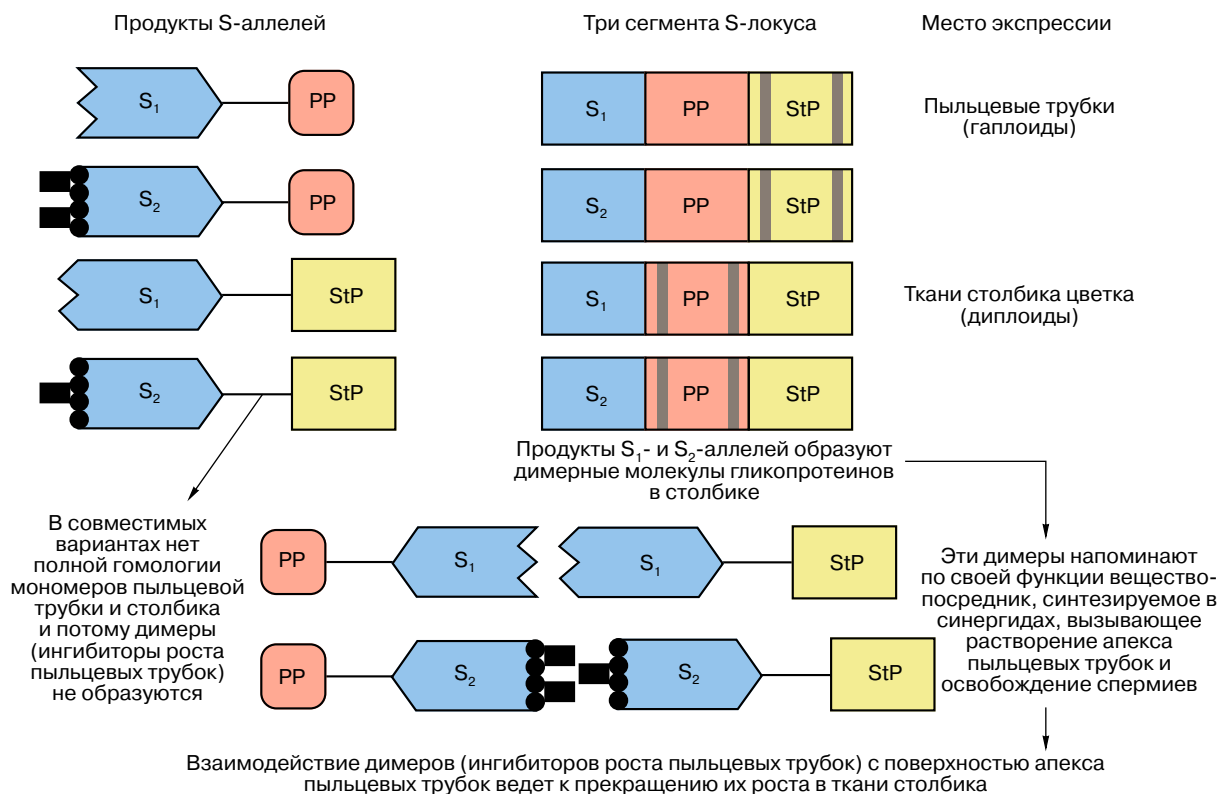 Продукты S-аллелей
Три сегмента S-локуса
Место экспрессии
S₁
PP
S₁
PP
StP
Пыльцевые трубки
(гаплоиды)
S₂
PP
S₂
PP
StP
S₁
StP
S₁
PP
StP
Ткани столбика цветка
(диплоиды)
S₂
StP
S₂
PP
StP
Продукты S₁- и S₂-аллелей образуют
димерные молекулы гликопротеинов
в столбике
В совместимых
вариантах нет
полной гомологии
мономеров пыльцевой
трубки и столбика
и потому димеры
(ингибиторы роста
пыльцевых трубок)
не образуются
PP
S₁
S₁
StP
PP
S₂
S₂
StP
Эти димеры напоминают
по своей функции вещество-
посредник, синтезируемое в
синергидах, вызывающее
растворение апекса
пыльцевых трубок и
освобождение спермиев
Взаимодействие димеров (ингибиторов роста пыльцевых трубок) с поверхностью апекса
пыльцевых трубок ведет к прекращению их роста в ткани столбика